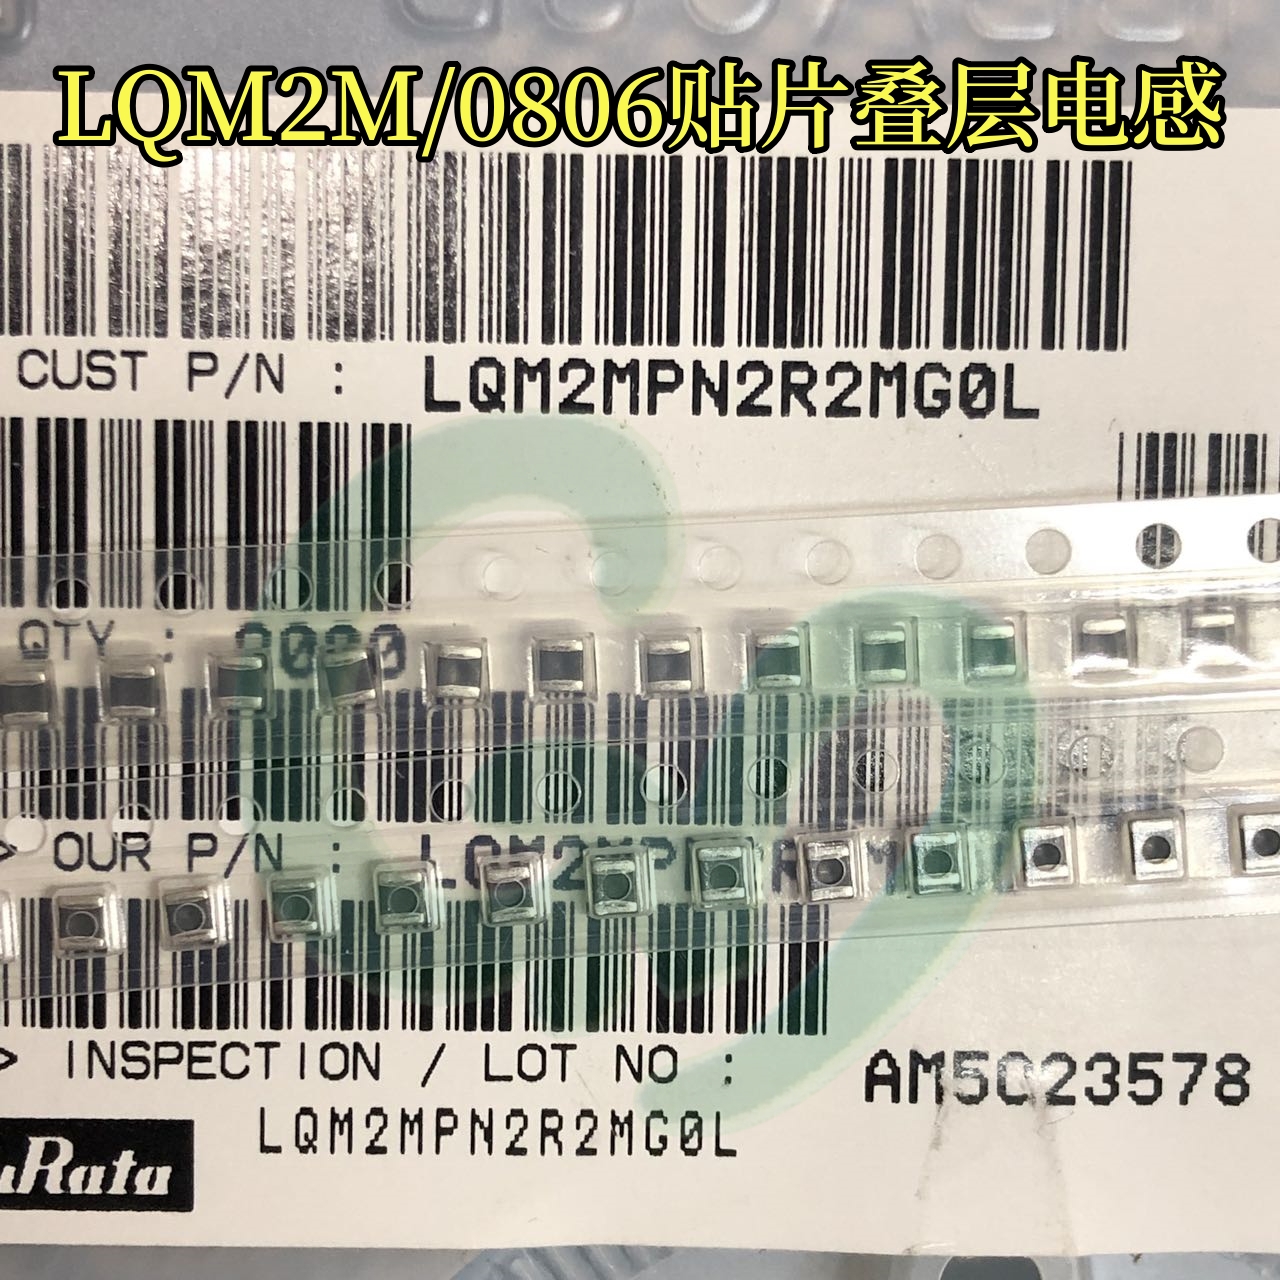 LQM2M/0806贴片叠层电感
CUST P/N : LQM2MPN2R2MG0L
QTY :
> OUR P/N :
> INSPECTION / LOT NO : AM5C23578
LQM2MPN2R2MG0L
uRata